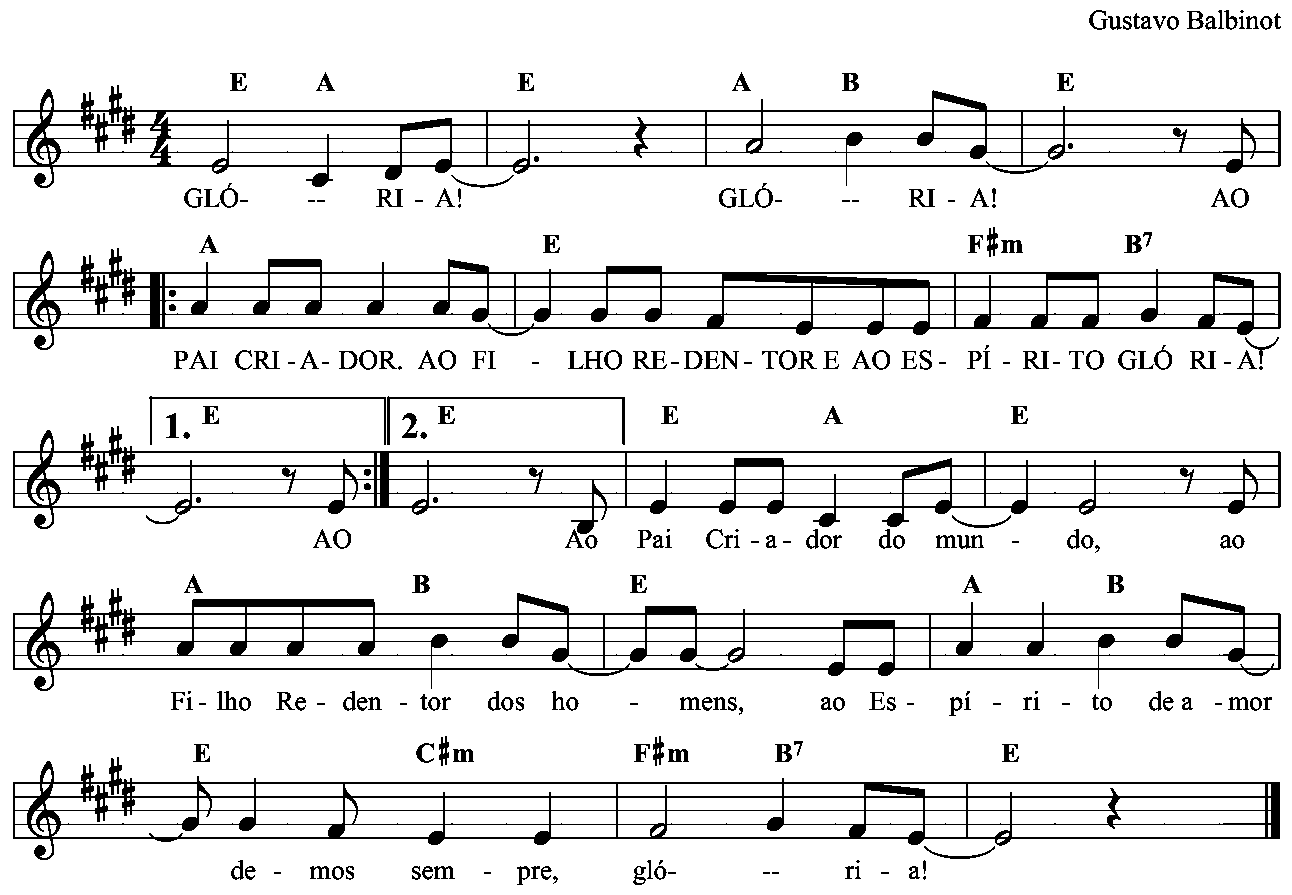 Gustavo Balbinot
E A E A B E
4
4
GLÓ- -- RI - A! GLÓ- -- RI - A! AO
A E F♯m B7
PAI CRI - A- DOR. AO FI - LHO RE- DEN- TOR E AO ES- PÍ - RI- TO GLÓ RI- A!
1. E 2. E E A E
AO Ao Pai Cri - a - dor do mun - do, ao
A B E A B
Fi - lho Re - den - tor dos ho - mens, ao Es - pí - ri - to de a - mor
E C♯m F♯m B7 E
de - mos sem - pre, gló- -- ri - a!